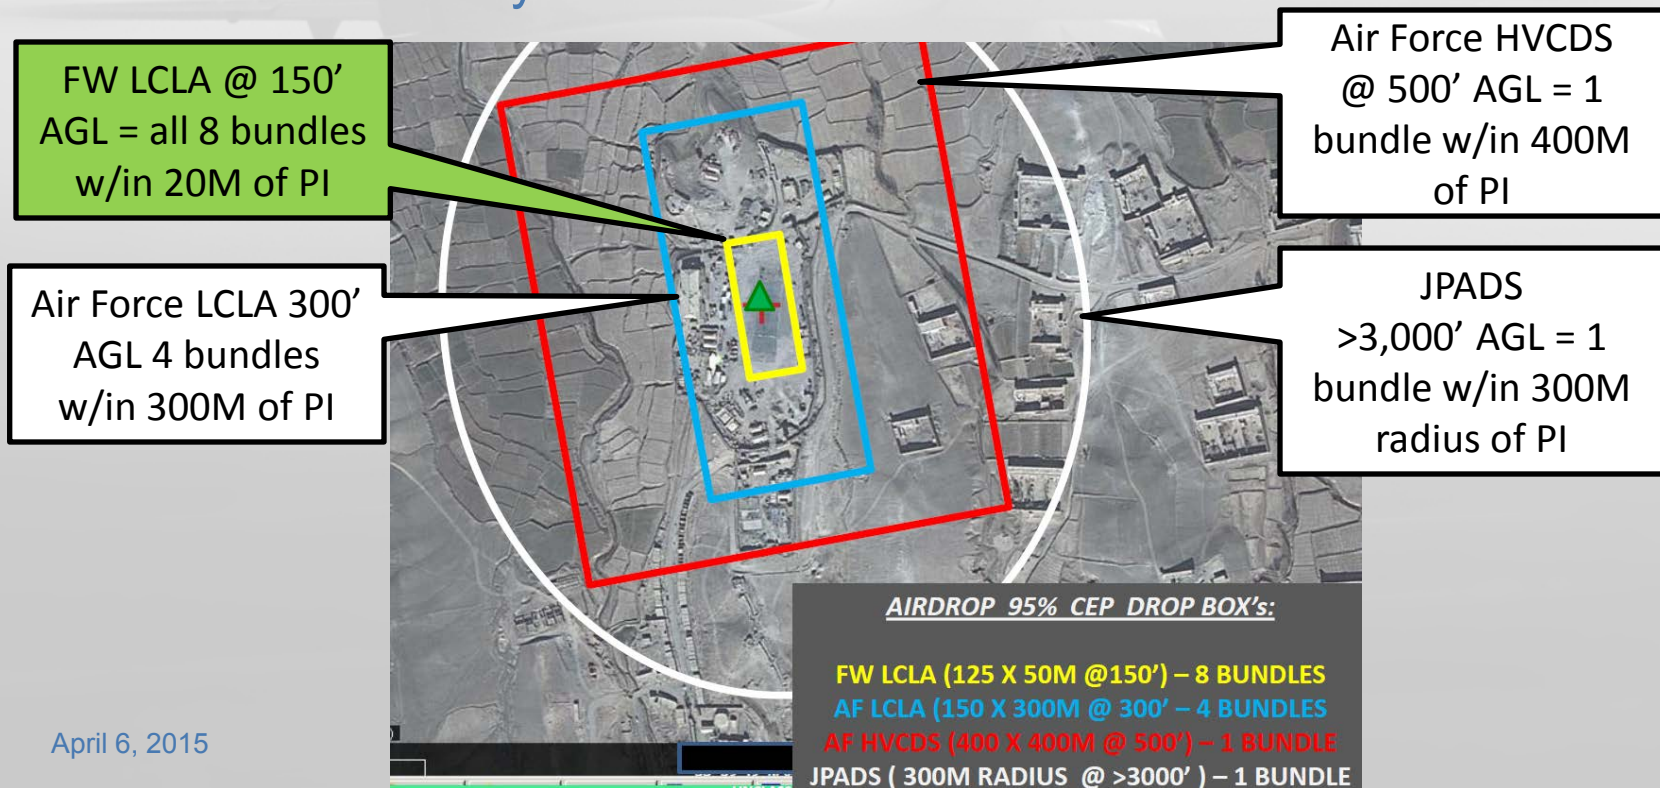 FW LCLA @ 150’
AGL = all 8 bundles
w/in 20M of PI
Air Force LCLA 300’
AGL 4 bundles
w/in 300M of PI
Air Force HVCDS
@ 500’ AGL = 1
bundle w/in 400M
of PI
JPADS
>3,000’ AGL = 1
bundle w/in 300M
radius of PI
AIRDROP 95% CEP DROP BOX's:
FW LCLA (125 X 50M @150') – 8 BUNDLES
AF LCLA (150 X 300M @ 300' – 4 BUNDLES
AF HVCDS (400 X 400M @ 500') – 1 BUNDLE
JPADS ( 300M RADIUS @ >3000' ) – 1 BUNDLE
April 6, 2015